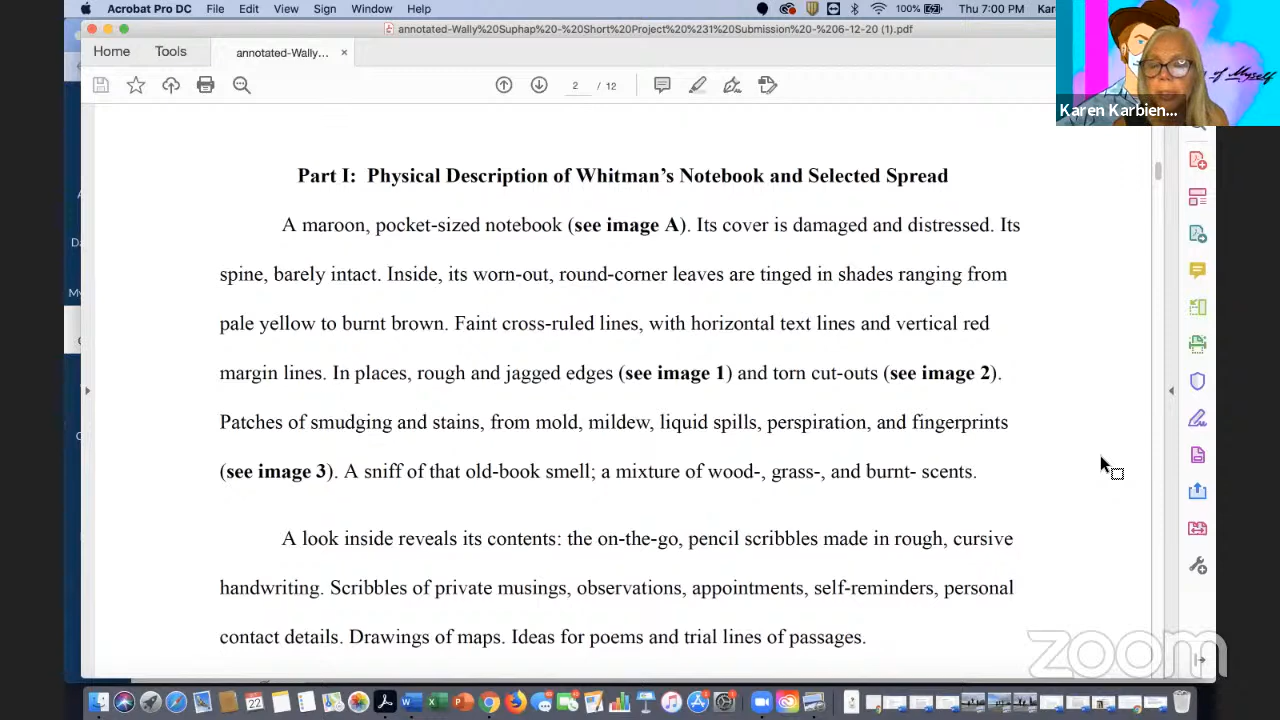 Acrobat Pro DC File Edit View Sign Window Help 100% Thu 7:00 PM Kar
annotated-Wally%20Suphap%20-%20Short%20Project%20%231%20Submission%20-%206-12-20 (1).pdf
Home Tools annotated-Wally... ×
2 / 12
of Myself
Karen Karbien...
Part I: Physical Description of Whitman's Notebook and Selected Spread
A maroon, pocket-sized notebook (see image A). Its cover is damaged and distressed. Its
spine, barely intact. Inside, its worn-out, round-corner leaves are tinged in shades ranging from
pale yellow to burnt brown. Faint cross-ruled lines, with horizontal text lines and vertical red
margin lines. In places, rough and jagged edges (see image 1) and torn cut-outs (see image 2).
Patches of smudging and stains, from mold, mildew, liquid spills, perspiration, and fingerprints
(see image 3). A sniff of that old-book smell; a mixture of wood-, grass-, and burnt- scents.
A look inside reveals its contents: the on-the-go, pencil scribbles made in rough, cursive
handwriting. Scribbles of private musings, observations, appointments, self-reminders, personal
contact details. Drawings of maps. Ideas for poems and trial lines of passages.
zoom